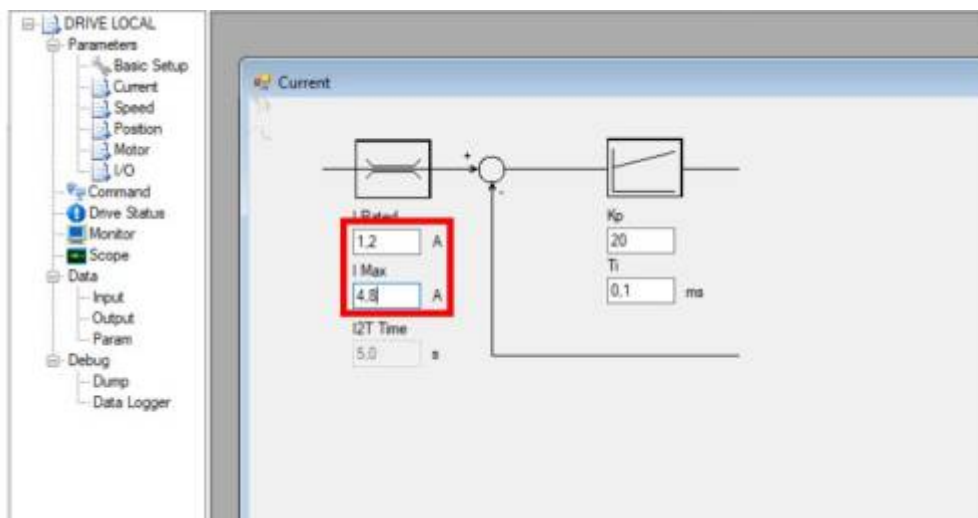 DRIVE LOCAL
Parameters
Basic Setup
Current
Speed
Position
Motor
I/O
Command
Drive Status
Monitor
Scope
Data
Input
Output
Param
Debug
Dump
Data Logger
Current
+
-
I Rated
1,2 A
I Max
4,8 A
I2T Time
5,0 s
Kp
20
Ti
0,1 ms